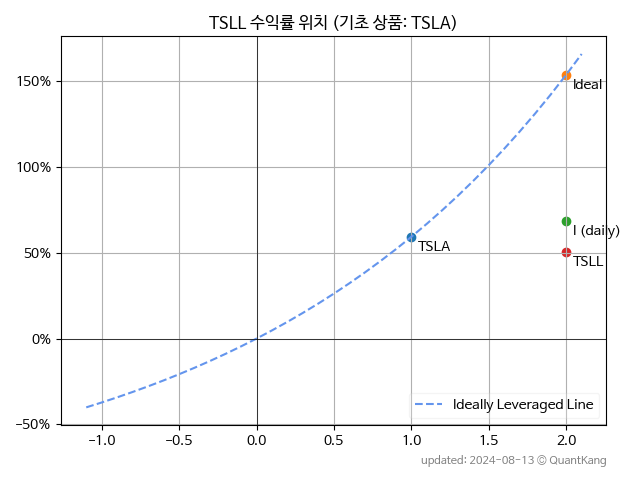 TSLL 수익률 위치 (기초 상품: TSLA)
150%
Ideal
100%
I (daily)
TSLA
50%
TSLL
0%
Ideally Leveraged Line
−50%
−1.0 −0.5 0.0 0.5 1.0 1.5 2.0
updated: 2024-08-13 © QuantKang